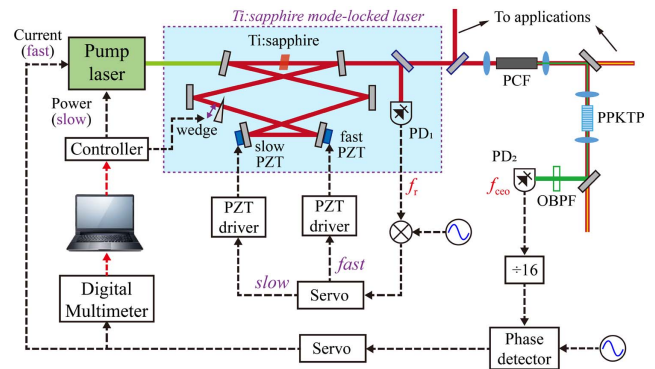 Ti:sapphire mode-locked laser
To applications
Current
(fast)
Pump
laser
Ti:sapphire
PCF
Power
(slow)
wedge
slow
PZT
fast
PZT
PD₁
PPKTP
Controller
PD₂
OBPF
fᵣ
f_ceo
PZT
driver
PZT
driver
÷16
slow
fast
Digital
Multimeter
Servo
Servo
Phase
detector